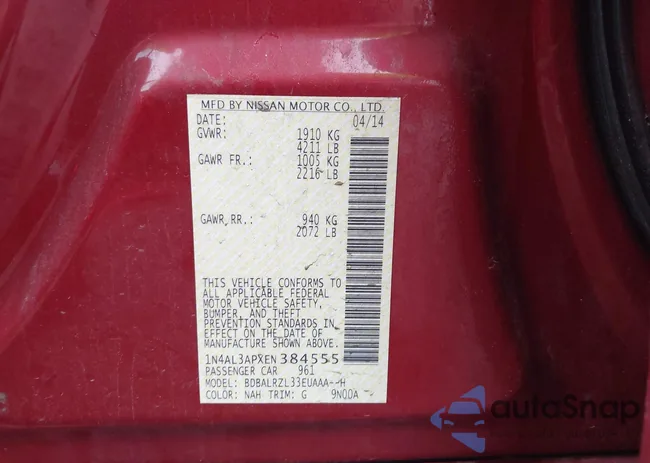 MFD BY NISSAN MOTOR CO., LTD.
DATE: 04/14
GVWR: 1910 KG
4211 LB
GAWR FR.: 1005 KG
2216 LB
GAWR,RR.: 940 KG
2072 LB
THIS VEHICLE CONFORMS TO
ALL APPLICABLE FEDERAL
MOTOR VEHICLE SAFETY,
BUMPER, AND THEFT
PREVENTION STANDARDS IN
EFFECT ON THE DATE OF
MANUFACTURE SHOWN ABOVE.
1N4AL3APXEN384555
PASSENGER CAR 961
MODEL: BDBALRZL33EUAAA--H
COLOR: NAH TRIM: G 9N00A
autoSnap